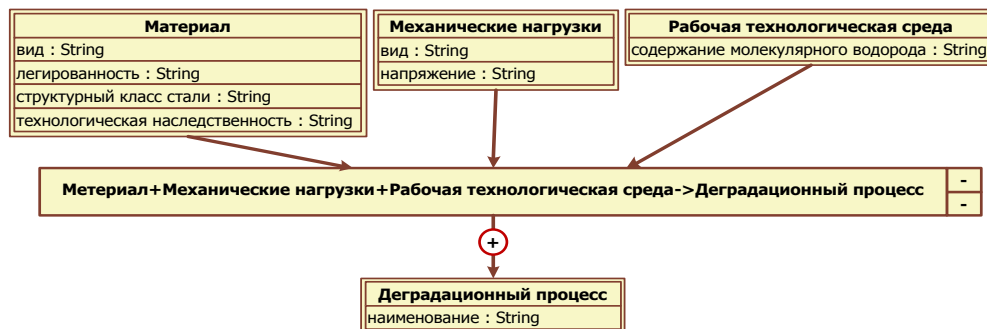 Материал
вид : String
легированность : String
структурный класс стали : String
технологическая наследственность : String
Механические нагрузки
вид : String
напряжение : String
Рабочая технологическая среда
содержание молекулярного водорода : String
Метериал+Механические нагрузки+Рабочая технологическая среда->Деградационный процесс
-
-
+
Деградационный процесс
наименование : String